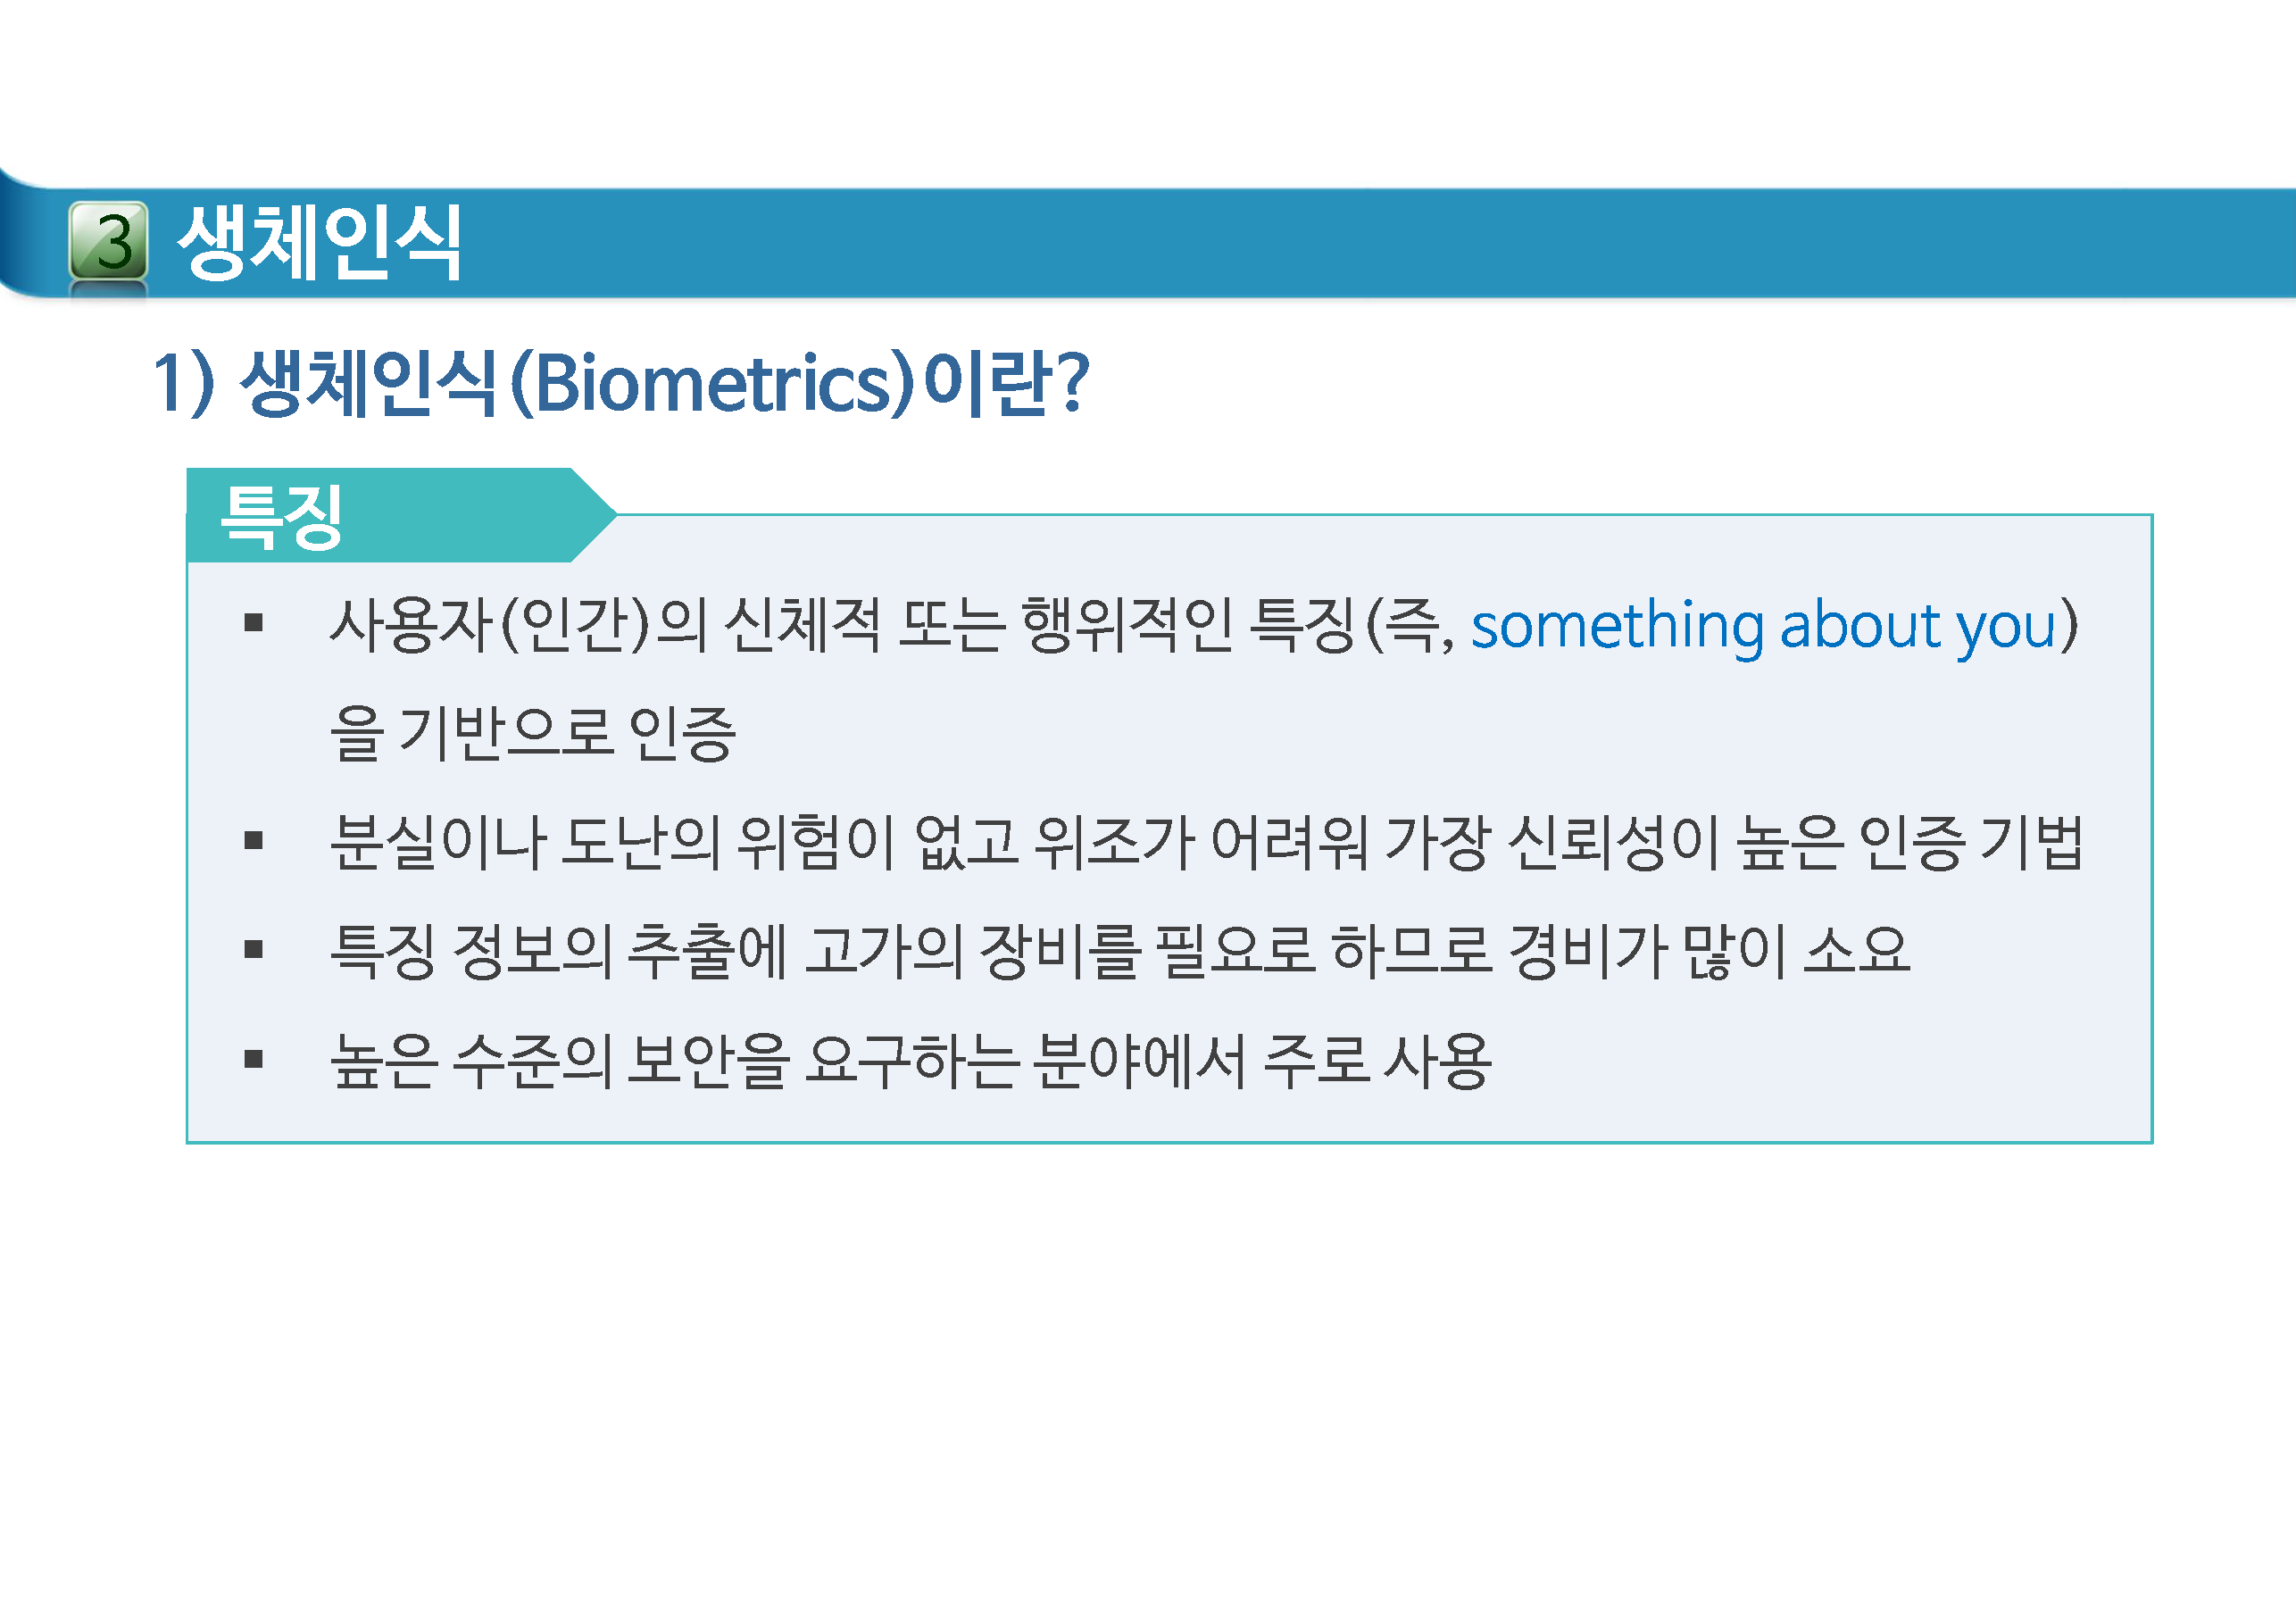 3 생체인식
1) 생체인식(Biometrics)이란?
특징
▪ 사용자(인간)의 신체적 또는 행위적인 특징(즉, something about you)
을 기반으로 인증
▪ 분실이나 도난의 위험이 없고 위조가 어려워 가장 신뢰성이 높은 인증 기법
▪ 특징 정보의 추출에 고가의 장비를 필요로 하므로 경비가 많이 소요
▪ 높은 수준의 보안을 요구하는 분야에서 주로 사용